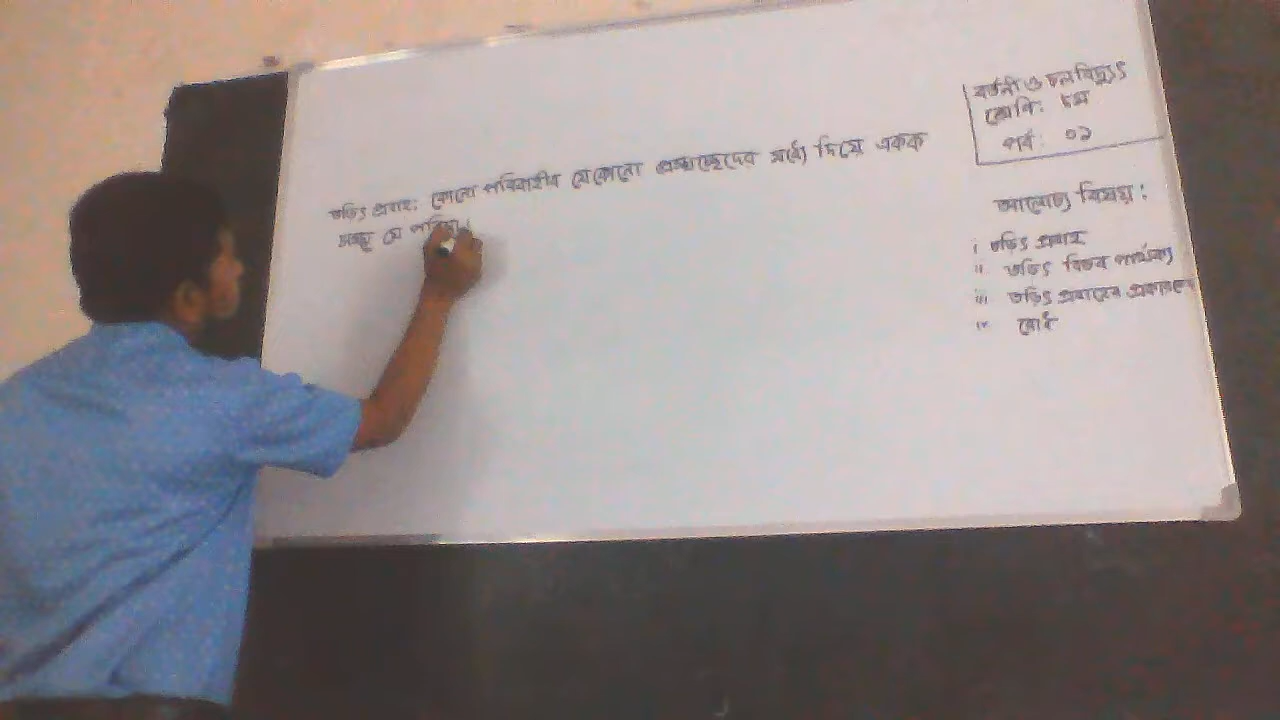 তড়িৎ প্রবাহ: কোনো পরিবাহীর যেকোনো প্রস্থচ্ছেদের মধ্যে দিয়ে একক
সময়ে যে পরিমা
বর্তনী ও চলবিদ্যুৎ
শ্রেণি: ৮ম
পর্ব: ০১
আলোচ্য বিষয়:
i তড়িৎ প্রবাহ
ii তড়িৎ বিভব পার্থক্য
iii তড়িৎ প্রবাহের প্রকারভেদ
iv রোধ